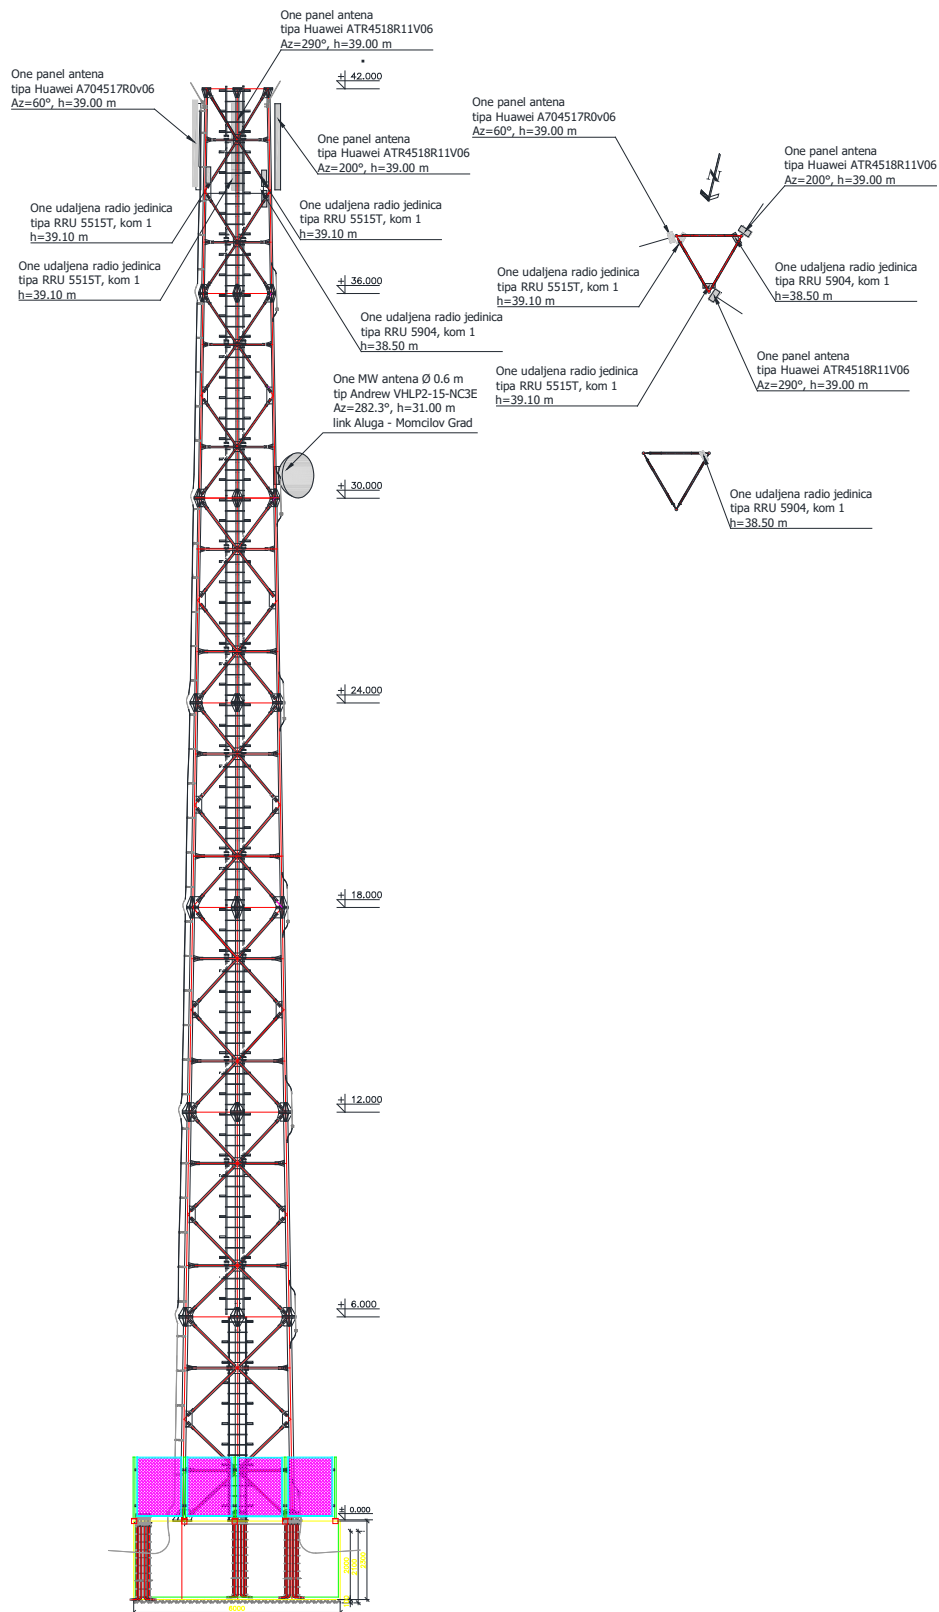 One panel antena
tipa Huawei ATR4518R11V06
Az=290°, h=39.00 m
One panel antena
tipa Huawei A704517R0v06
Az=60°, h=39.00 m
+ 42.000
One panel antena
tipa Huawei ATR4518R11V06
Az=200°, h=39.00 m
One udaljena radio jedinica
tipa RRU 5515T, kom 1
h=39.10 m
One udaljena radio jedinica
tipa RRU 5515T, kom 1
h=39.10 m
One udaljena radio jedinica
tipa RRU 5515T, kom 1
h=39.10 m
+ 36.000
One udaljena radio jedinica
tipa RRU 5904, kom 1
h=38.50 m
One MW antena Ø 0.6 m
tip Andrew VHLP2-15-NC3E
Az=282.3°, h=31.00 m
link Aluga - Momcilov Grad
+ 30.000
+ 24.000
+ 18.000
+ 12.000
+ 6.000
+ 0.000
One panel antena
tipa Huawei A704517R0v06
Az=60°, h=39.00 m
N
One panel antena
tipa Huawei ATR4518R11V06
Az=200°, h=39.00 m
One udaljena radio jedinica
tipa RRU 5515T, kom 1
h=39.10 m
One udaljena radio jedinica
tipa RRU 5904, kom 1
h=38.50 m
One udaljena radio jedinica
tipa RRU 5515T, kom 1
h=39.10 m
One panel antena
tipa Huawei ATR4518R11V06
Az=290°, h=39.00 m
One udaljena radio jedinica
tipa RRU 5904, kom 1
h=38.50 m